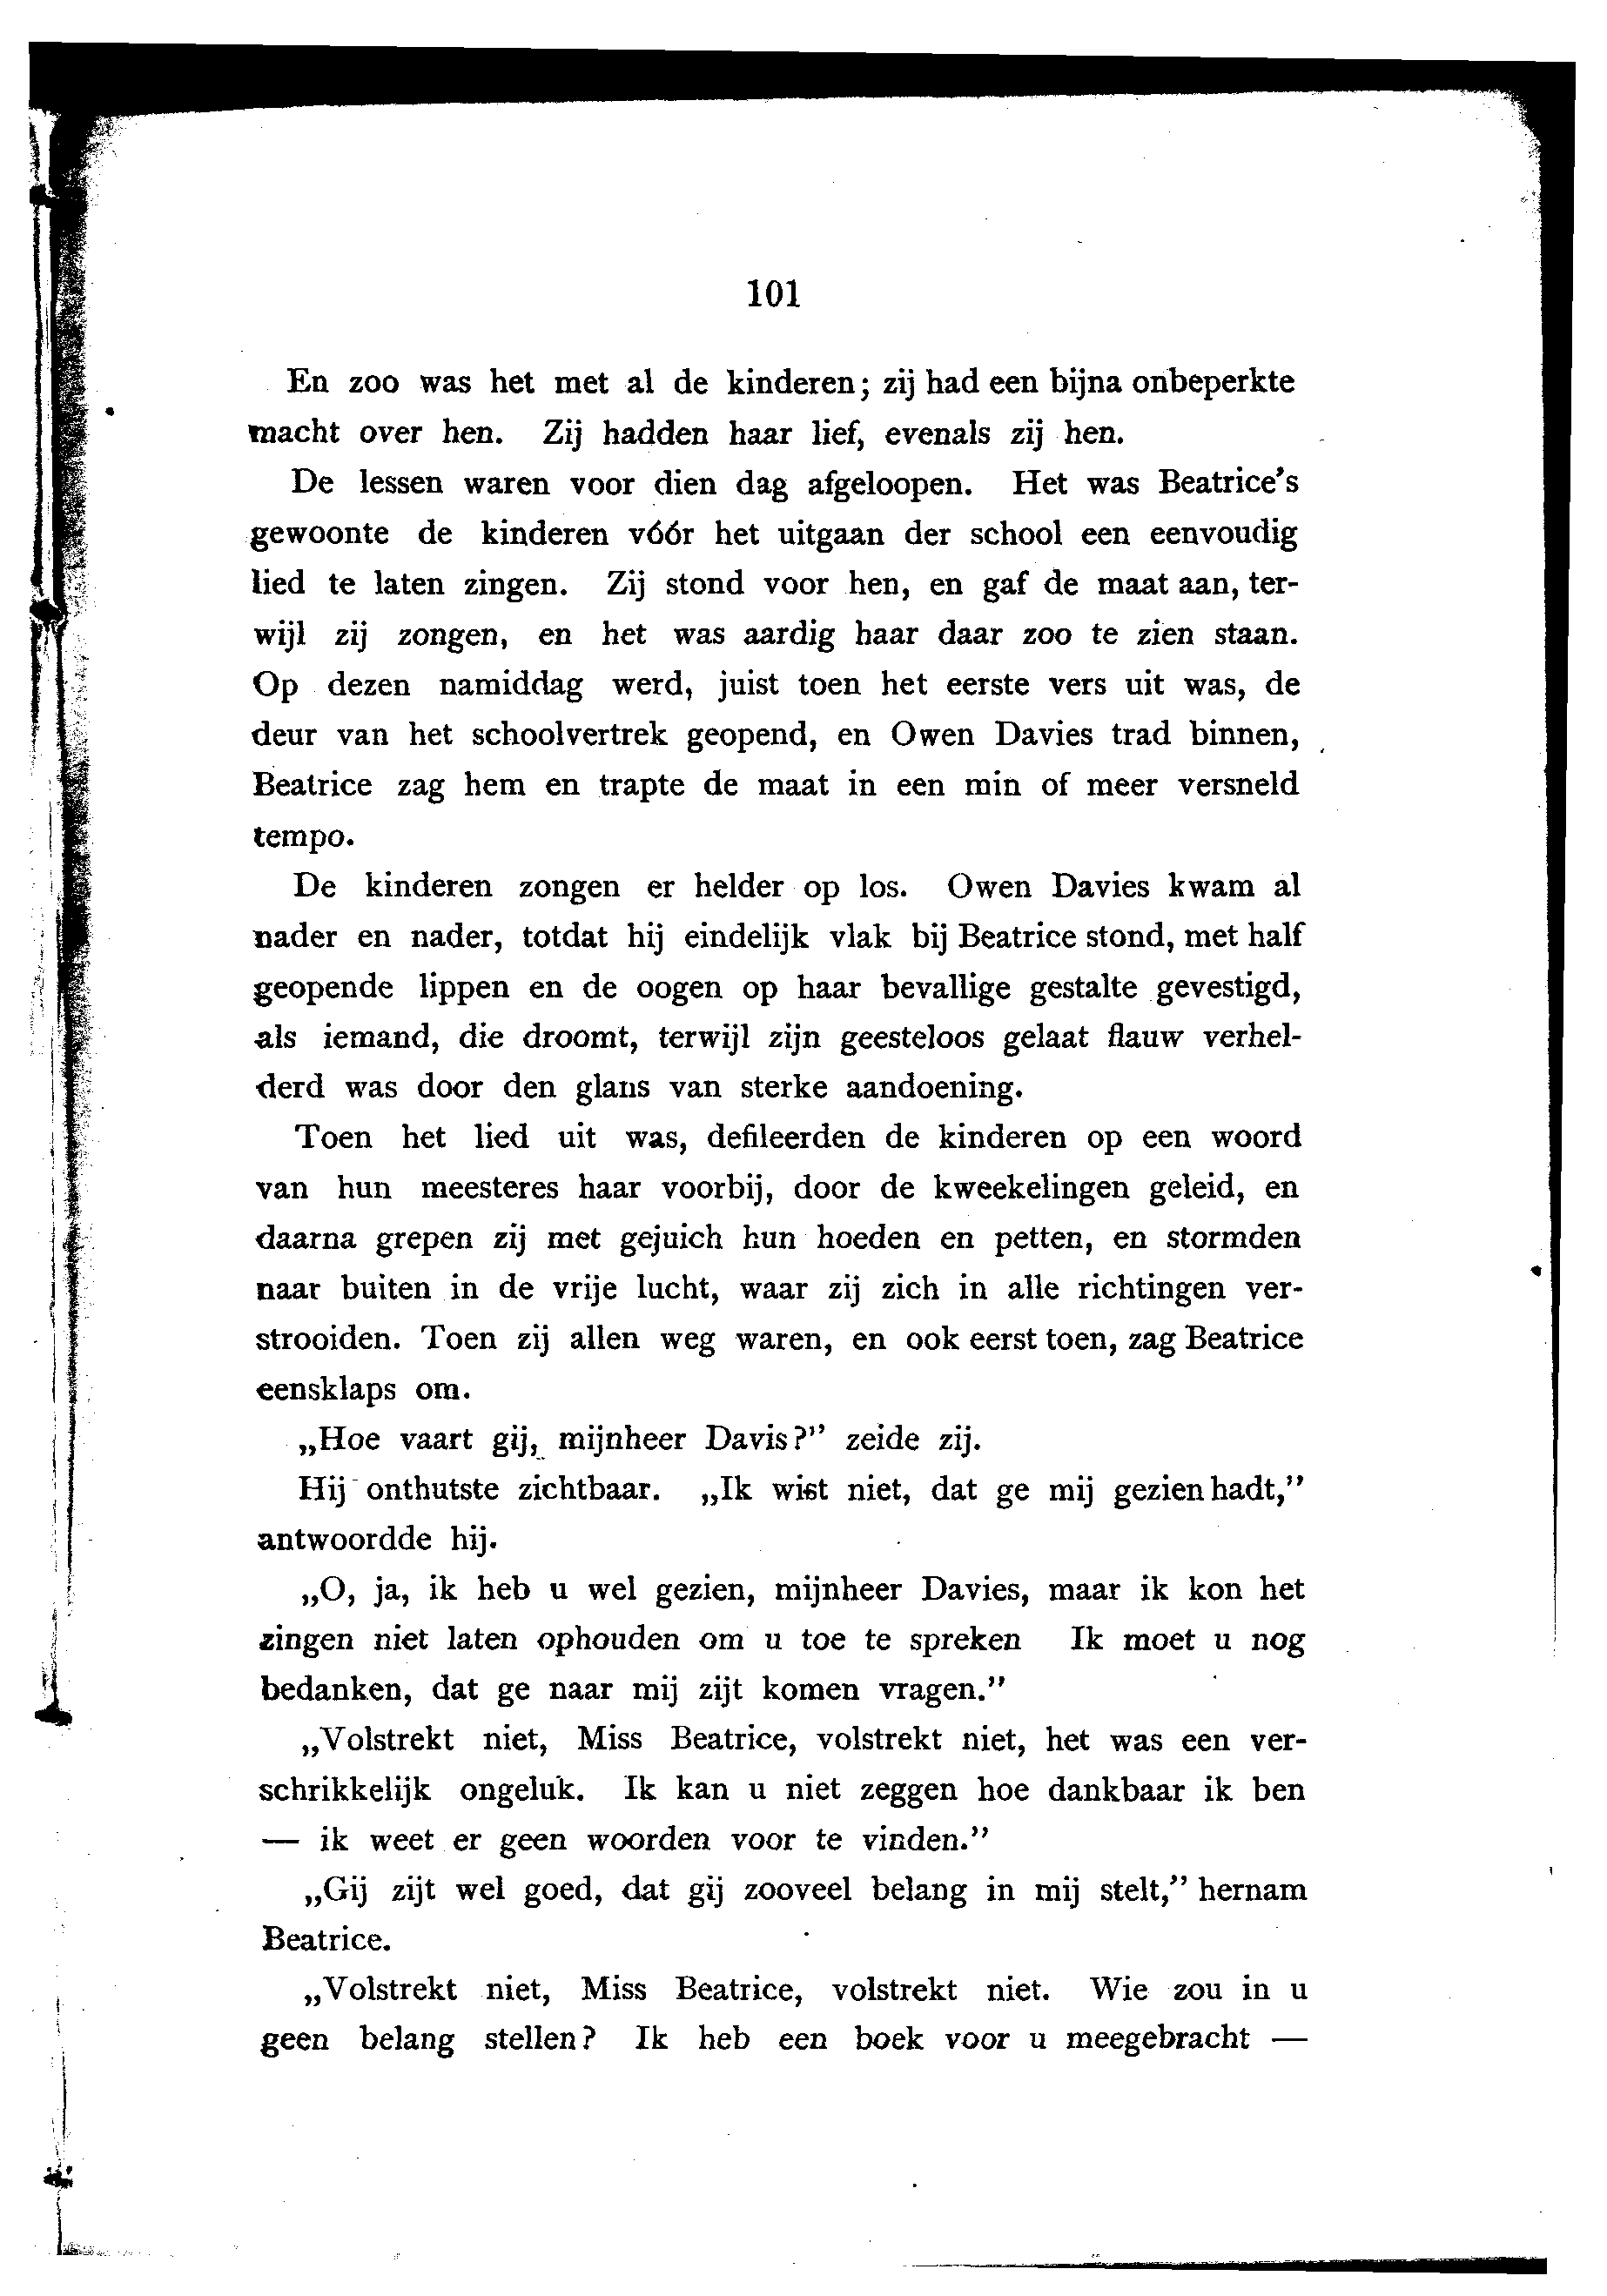 101
En zoo was het met al de kinderen; zij had een bijna onbeperkte
macht over hen. Zij hadden haar lief, evenals zij hen.
De lessen waren voor dien dag afgeloopen. Het was Beatrice's
gewoonte de kinderen vóór het uitgaan der school een eenvoudig
lied te laten zingen. Zij stond voor hen, en gaf de maat aan, ter-
wijl zij zongen, en het was aardig haar daar zoo te zien staan.
Op dezen namiddag werd, juist toen het eerste vers uit was, de
deur van het schoolvertrek geopend, en Owen Davies trad binnen,
Beatrice zag hem en trapte de maat in een min of meer versneld
tempo.
De kinderen zongen er helder op los. Owen Davies kwam al
nader en nader, totdat hij eindelijk vlak bij Beatrice stond, met half
geopende lippen en de oogen op haar bevallige gestalte gevestigd,
als iemand, die droomt, terwijl zijn geesteloos gelaat flauw verhel-
derd was door den glans van sterke aandoening.
Toen het lied uit was, defileerden de kinderen op een woord
van hun meesteres haar voorbij, door de kweekelingen geleid, en
daarna grepen zij met gejuich hun hoeden en petten, en stormden
naar buiten in de vrije lucht, waar zij zich in alle richtingen ver-
strooiden. Toen zij allen weg waren, en ook eerst toen, zag Beatrice
eensklaps om.
„Hoe vaart gij, mijnheer Davis?” zeide zij.
Hij onthutste zichtbaar. „Ik wist niet, dat ge mij gezien hadt,”
antwoordde hij.
„O, ja, ik heb u wel gezien, mijnheer Davies, maar ik kon het
zingen niet laten ophouden om u toe te spreken Ik moet u nog
bedanken, dat ge naar mij zijt komen vragen.”
„Volstrekt niet, Miss Beatrice, volstrekt niet, het was een ver-
schrikkelijk ongeluk. Ik kan u niet zeggen hoe dankbaar ik ben
— ik weet er geen woorden voor te vinden.”
„Gij zijt wel goed, dat gij zooveel belang in mij stelt,” hernam
Beatrice.
„Volstrekt niet, Miss Beatrice, volstrekt niet. Wie zou in u
geen belang stellen? Ik heb een boek voor u meegebracht —